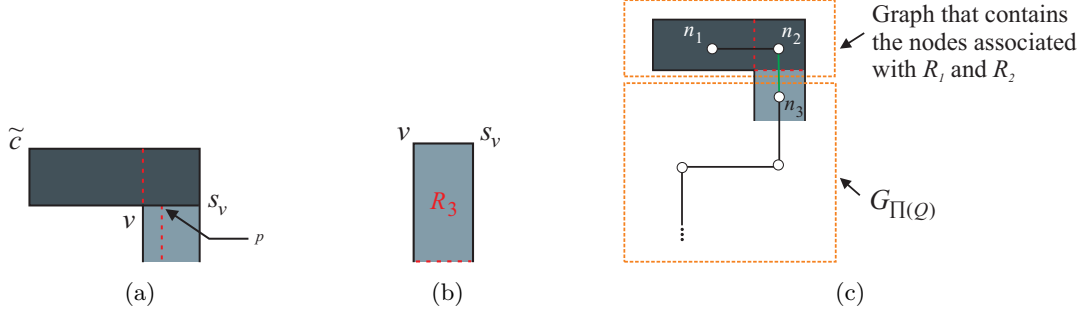 c̃
v
s_v
p
(a)
v
s_v
R_3
(b)
n_1
n_2
n_3
Graph that contains
the nodes associated
with R_1 and R_2
G_Π(Q)
(c)